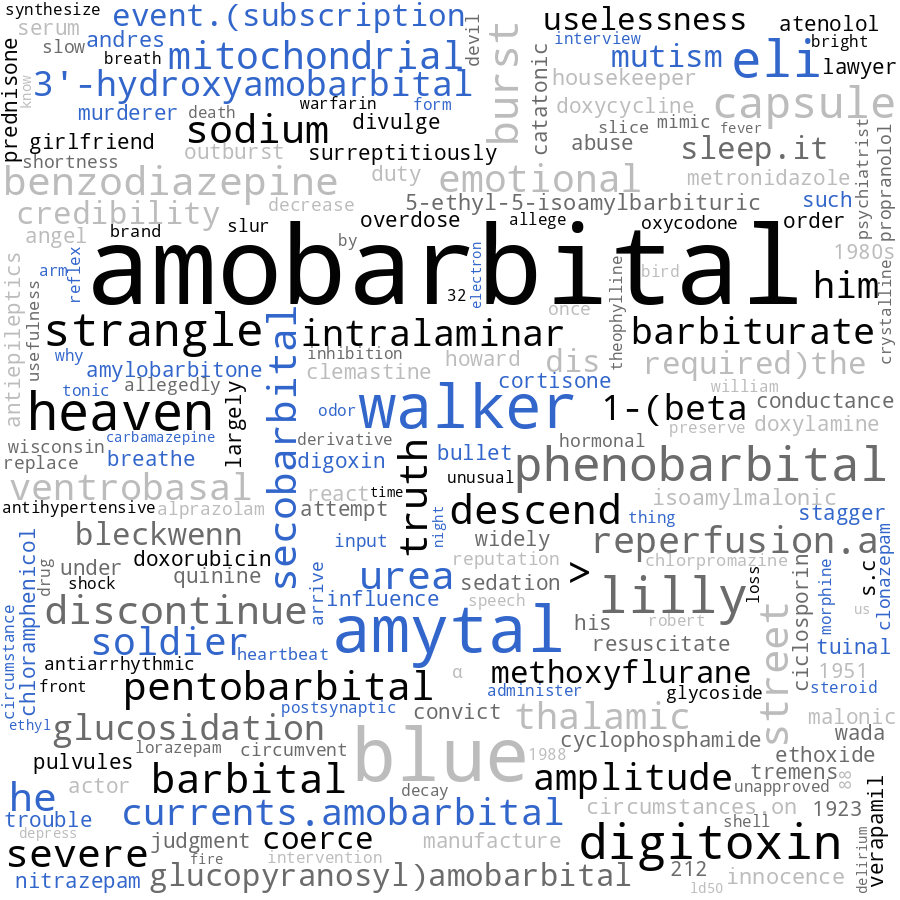 synthesize
event.(subscription
devil
uselessness
atenolol
serum
slow
andres
interview
bright
breath
mitochondrial
burst
mutism
eli
lawyer
prednisone
know
3'-hydroxyamobarbital
catatonic
housekeeper
capsule
murderer
death
warfarin
form
doxycycline
sodium
divulge
slice
mimic
fever
girlfriend
outburst
surreptitiously
abuse
sleep.it
psychiatrist
propranolol
shortness
benzodiazepine
duty
emotional
metronidazole
credibility
decrease
5-ethyl-5-isoamylbarbituric
such
angel
brand
slur
overdose
allege
oxycodone
order
by
1980s
antiepileptics
usefulness
arm
reflex
amobarbital
electron
theophylline
bird
crystalline
32
him
once
strangle
secobarbital
intralaminar
barbiturate
why
amylobarbitone
inhibition
howard
dis
required)the
tonic
allegedly
clemastine
cortisone
william
heaven
largely
odor
walker
1-(beta
conductance
carbamazepine
preserve
doxylamine
wisconsin
derivative
truth
hormonal
replace
breathe
digoxin
bullet
phenobarbital
ventrobasal
react
time
unusual
isoamylmalonic
antihypertensive
alprazolam
attempt
night
descend
thing
stagger
bleckwenn
input
widely
reperfusion.a
clonazepam
chloramphenicol
drug
under
doxorubicin
reputation
chlorpromazine
shock
quinine
arrive
urea
sedation
>
loss
ciclosporin
morphine
s.c
circumstance
discontinue
influence
speech
lilly
us
soldier
amytal
his
robert
street
heartbeat
resuscitate
tuinal
antiarrhythmic
front
pentobarbital
α
methoxyflurane
1951
administer
glycoside
steroid
ethyl
postsynaptic
convict
thalamic
malonic
glucosidation
lorazepam
circumvent
blue
1988
cyclophosphamide
wada
pulvules
ethoxide
actor
barbital
decay
amplitude
tremens
unapproved
88
he
trouble
currents.amobarbital
circumstances_on
1923
verapamil
depress
judgment
coerce
manufacture
shell
severe
fire
intervention
digitoxin
delirium
nitrazepam
glucopyranosyl)amobarbital
212
ld50
innocence